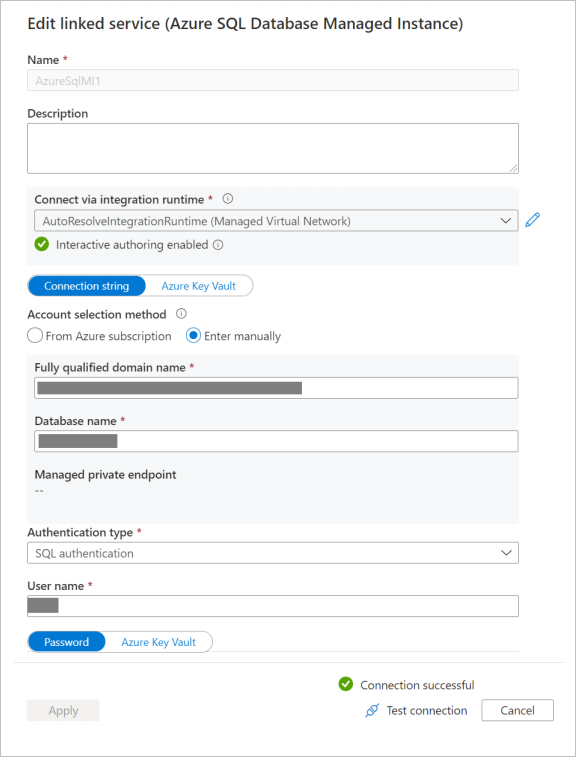 Edit linked service (Azure SQL Database Managed Instance)
Name *
AzureSqlMI1
Description
Connect via integration runtime *
AutoResolveIntegrationRuntime (Managed Virtual Network)
Interactive authoring enabled
Connection string Azure Key Vault
Account selection method
From Azure subscription Enter manually
Fully qualified domain name *
Database name *
Managed private endpoint
--
Authentication type *
SQL authentication
User name *
Password Azure Key Vault
Connection successful
Apply Test connection Cancel